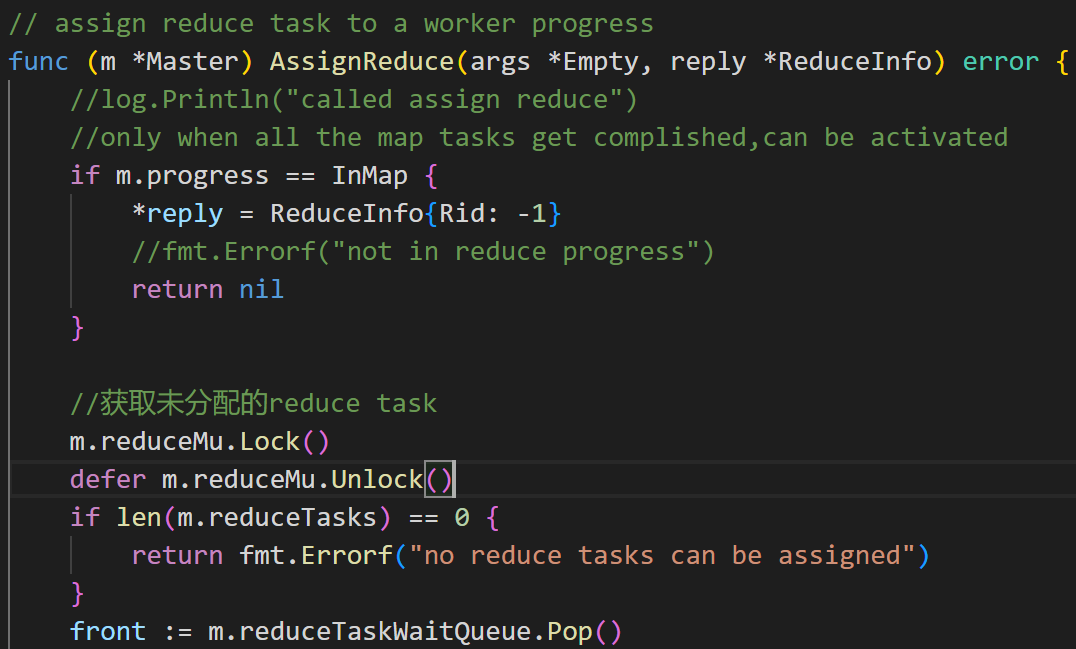 // assign reduce task to a worker progress
func (m *Master) AssignReduce(args *Empty, reply *ReduceInfo) error {
    //log.Println("called assign reduce")
    //only when all the map tasks get complished,can be activated
    if m.progress == InMap {
        *reply = ReduceInfo{Rid: -1}
        //fmt.Errorf("not in reduce progress")
        return nil
    }

    //获取未分配的reduce task
    m.reduceMu.Lock()
    defer m.reduceMu.Unlock()
    if len(m.reduceTasks) == 0 {
        return fmt.Errorf("no reduce tasks can be assigned")
    }
    front := m.reduceTaskWaitQueue.Pop()